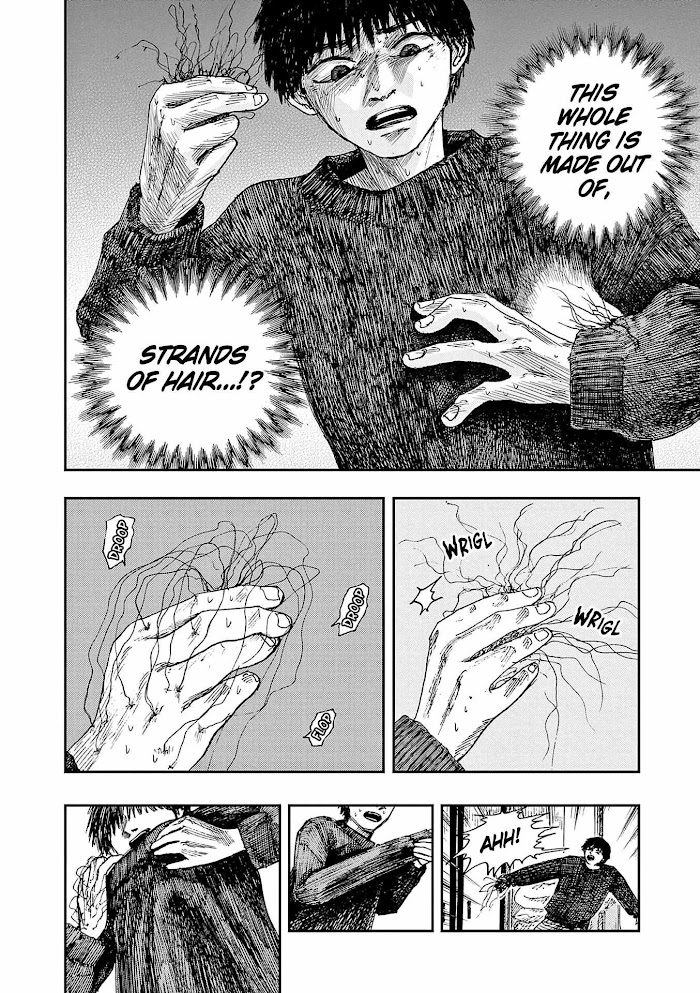 THIS
WHOLE
THING IS
MADE OUT
OF,
STRANDS
OF HAIR...!?
WRIGL
WRIGL
DROOP
DROOP
FLOP
AHH!